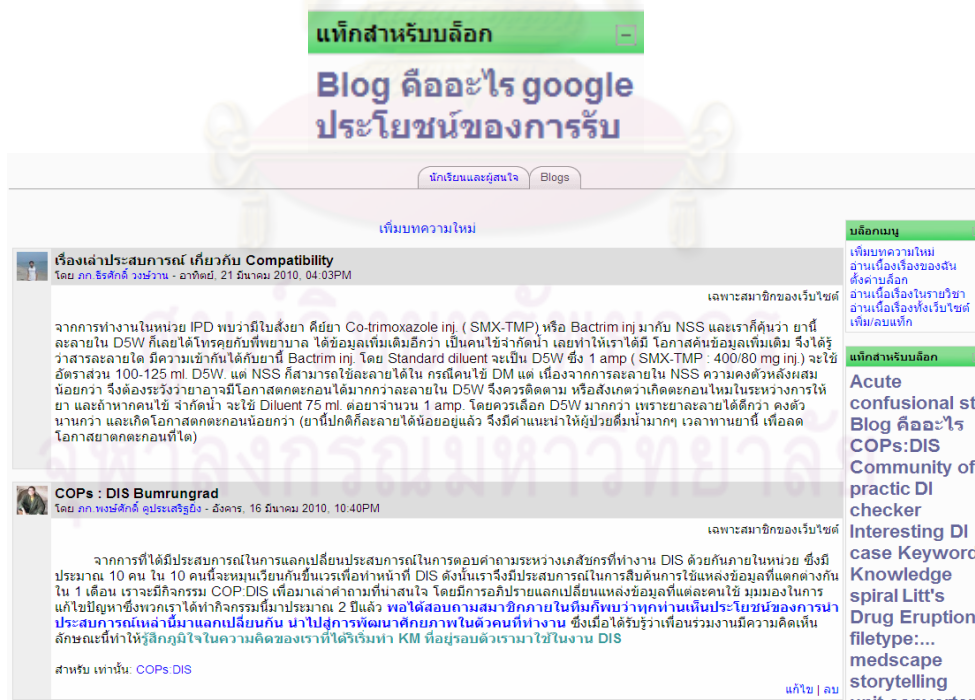 แท็กสำหรับบล็อก
Blog คืออะไร google
ประโยชน์ของการรับ
นักเรียนและผู้สนใจ Blogs
เพิ่มบทความใหม่
เรื่องเล่าประสบการณ์ เกี่ยวกับ Compatibility
โดย ภก.ธีรศักดิ์ วงษ์วาน - อาทิตย์, 21 มีนาคม 2010, 04:03PM
เฉพาะสมาชิกของเว็บไซต์
จากการทำงานในหน่วย IPD พบว่ามีใบสั่งยา คีย์ยา Co-trimoxazole inj. ( SMX-TMP) หรือ Bactrim inj มากับ NSS และเราก็คุ้นว่า ยานี้
ละลายใน D5W ก็เลยได้โทรคุยกับพี่พยาบาล ได้ข้อมูลเพิ่มเติมอีกว่า เป็นคนไข้จำกัดน้ำ เลยทำให้เราได้มี โอกาสค้นข้อมูลเพิ่มเติม จึงได้รู้
ว่าสารละลายใด มีความเข้ากันได้กับยานี้ Bactrim inj. โดย Standard diluent จะเป็น D5W ซึ่ง 1 amp ( SMX-TMP : 400/80 mg inj.) จะใช้
อัตราส่วน 100-125 ml. D5W. แต่ NSS ก็สามารถใช้ละลายได้ใน กรณีคนไข้ DM แต่ เนื่องจากการละลายใน NSS ความคงตัวหลังผสม
น้อยกว่า จึงต้องระวังว่ายาอาจมีโอกาสตกตะกอนได้มากกว่าละลายใน D5W จึงควรติดตาม หรือสังเกตว่าเกิดตะกอนไหมในระหว่างการให้
ยา และถ้าหากคนไข้ จำกัดน้ำ จะใช้ Diluent 75 ml. ต่อยาจำนวน 1 amp. โดยควรเลือก D5W มากกว่า เพราะยาละลายได้ดีกว่า คงตัว
นานกว่า และเกิดโอกาสตกตะกอนน้อยกว่า (ยานี้ปกติก็ละลายได้น้อยอยู่แล้ว จึงมีคำแนะนำให้ผู้ป่วยดื่มน้ำมากๆ เวลาทานยานี้ เพื่อลด
โอกาสยาตกตะกอนที่ไต)
COPs : DIS Bumrungrad
โดย ภก.พงษ์ศักดิ์ ดูประเสริฐยิ่ง - อังคาร, 16 มีนาคม 2010, 10:40PM
เฉพาะสมาชิกของเว็บไซต์
จากการที่ได้มีประสบการณ์ในการแลกเปลี่ยนประสบการณ์ในการตอบคำถามระหว่างเภสัชกรที่ทำงาน DIS ด้วยกันภายในหน่วย ซึ่งมี
ประมาณ 10 คน ใน 10 คนนี้จะหมุนเวียนกันขึ้นเวรเพื่อทำหน้าที่ DIS ดังนั้นเราจึงมีประสบการณ์ในการสืบค้นการใช้แหล่งข้อมูลที่แตกต่างกัน
ใน 1 เดือน เราจะมีกิจกรรม COP:DIS เพื่อมาเล่าคำถามที่น่าสนใจ โดยมีการอภิปรายแลกเปลี่ยนแหล่งข้อมูลที่แต่ละคนใช้ มุมมองในการ
แก้ไขปัญหาซึ่งพวกเราได้ทำกิจกรรมนี้มาประมาณ 2 ปีแล้ว พอได้สอบถามสมาชิกภายในทีมก็พบว่าทุกท่านเห็นประโยชน์ของการนำ
ประสบการณ์เหล่านี้มาแลกเปลี่ยนกัน นำไปสู่การพัฒนาศักยภาพในตัวคนที่ทำงาน ซึ่งเมื่อได้รับรู้ว่าเพื่อนร่วมงานมีความคิดเห็น
ลักษณะนี้ทำให้รู้สึกภูมิใจในความคิดของเราที่ได้ริเริ่มทำ KM ที่อยู่รอบตัวเรามาใช้ในงาน DIS
สำหรับ เท่านั้น: COPs:DIS
แก้ไข | ลบ
บล็อกเมนู
เพิ่มบทความใหม่
อ่านเนื้อเรื่องของฉัน
ตั้งค่าบล็อก
อ่านเนื้อเรื่องในรายวิชา
อ่านเนื้อเรื่องทั้งเว็บไซต์
เพิ่ม/ลบแท็ก
แท็กสำหรับบล็อก
Acute
confusional st
Blog คืออะไร
COPs:DIS
Community of
practic DI
checker
Interesting DI
case Keyword
Knowledge
spiral Litt's
Drug Eruption
filetype:...
medscape
storytelling
unit converter
จุฬาลงกรณ์มหาวิทยาลัย